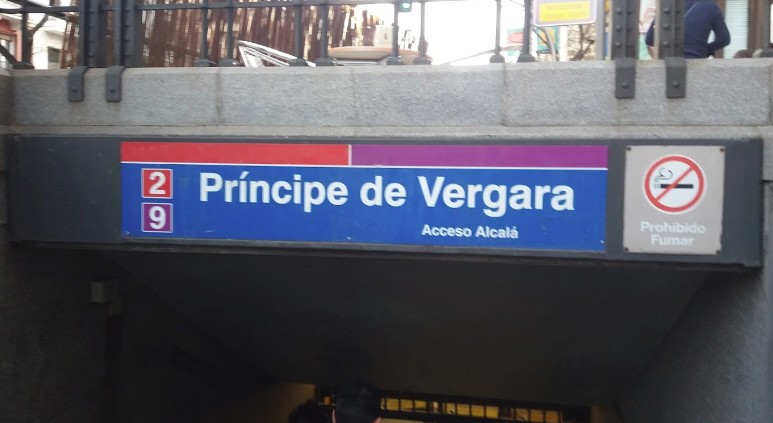 2 Príncipe de Vergara
9
Acceso Alcalá
Prohibido
Fumar